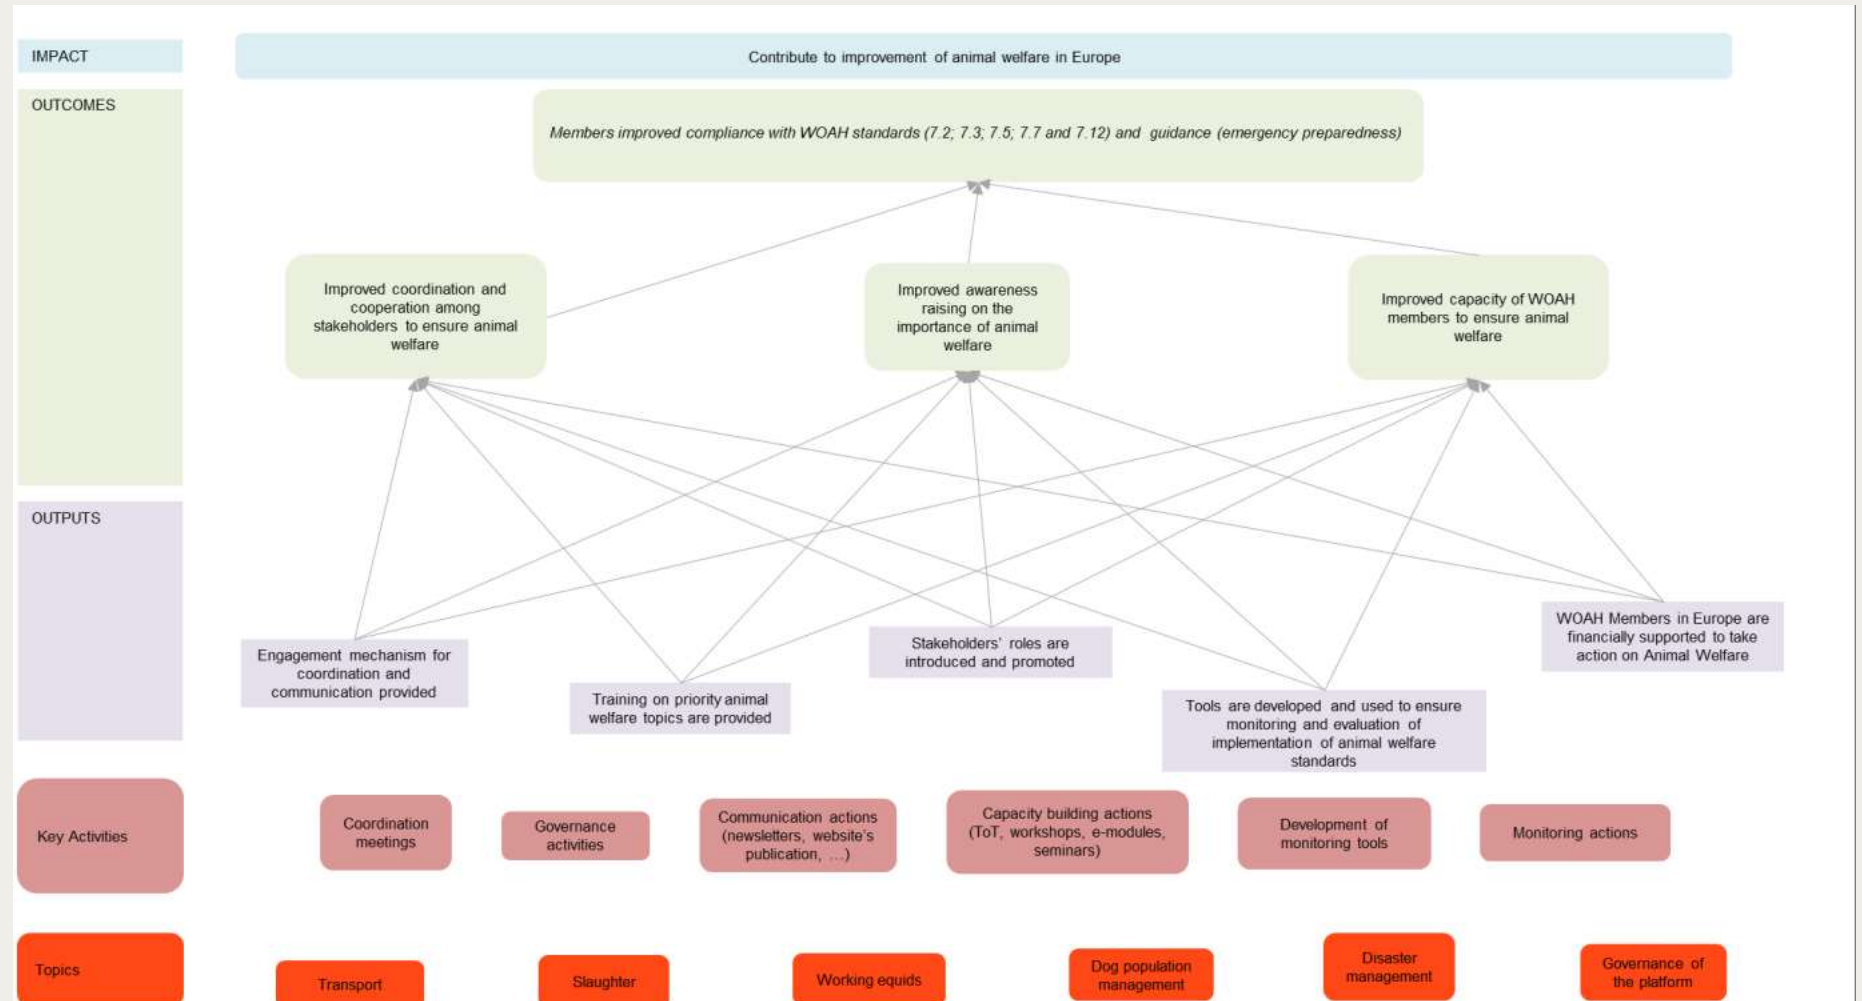 IMPACT
Contribute to improvement of animal welfare in Europe
OUTCOMES
Members improved compliance with WOAH standards (7.2; 7.3; 7.5; 7.7 and 7.12) and guidance (emergency preparedness)
Improved coordination and
cooperation among
stakeholders to ensure animal
welfare
Improved awareness
raising on the
importance of animal
welfare
Improved capacity of WOAH
members to ensure animal
welfare
OUTPUTS
Engagement mechanism for
coordination and
communication provided
Training on priority animal
welfare topics are provided
Stakeholders' roles are
introduced and promoted
Tools are developed and used to ensure
monitoring and evaluation of
implementation of animal welfare
standards
WOAH Members in Europe are
financially supported to take
action on Animal Welfare
Key Activities
Coordination
meetings
Governance
activities
Communication actions
(newsletters, website's
publication, …)
Capacity building actions
(ToT, workshops, e-modules,
seminars)
Development of
monitoring tools
Monitoring actions
Topics
Transport
Slaughter
Working equids
Dog population
management
Disaster
management
Governance of
the platform